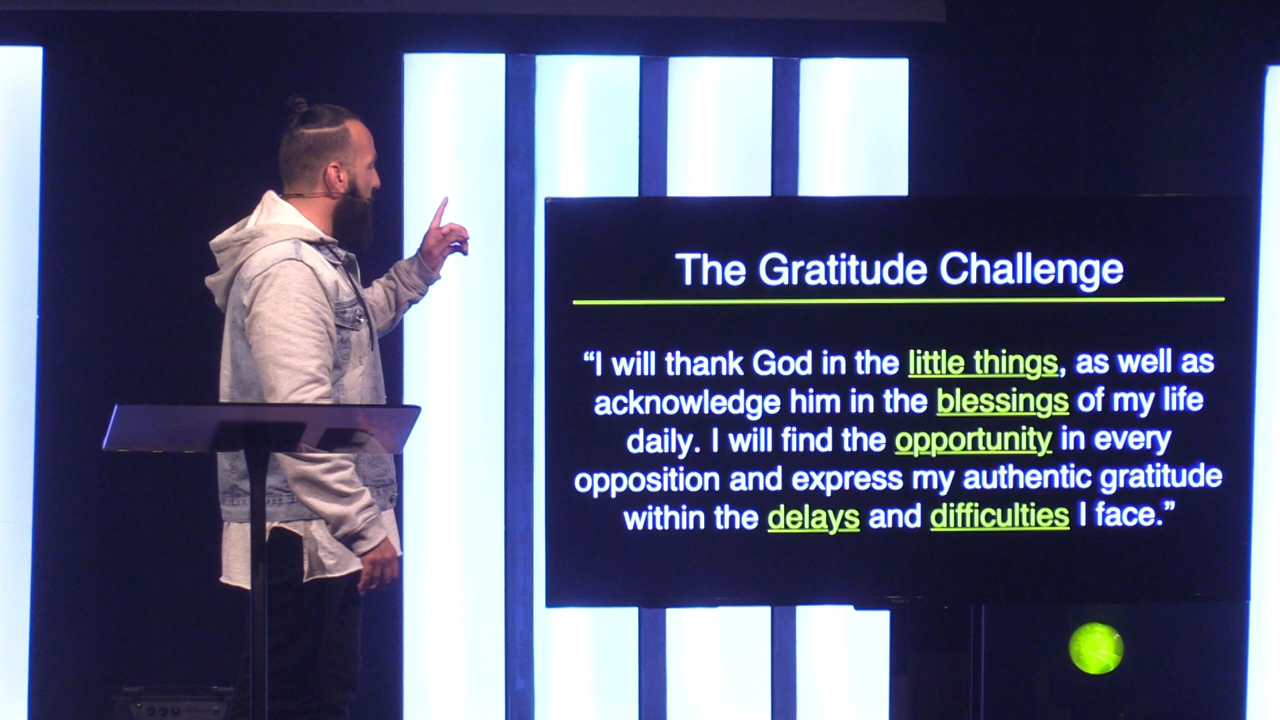 The Gratitude Challenge
“I will thank God in the little things, as well as
acknowledge him in the blessings of my life
daily. I will find the opportunity in every
opposition and express my authentic gratitude
within the delays and difficulties I face.”